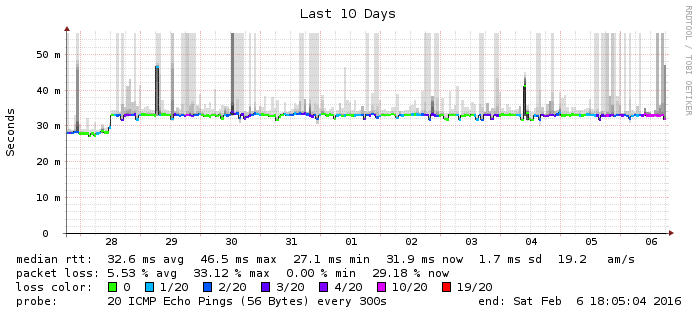 Last 10 Days
RRDTOOL / TOBI OETIKER
Seconds
50 m
40 m
30 m
20 m
10 m
0
28 29 30 31 01 02 03 04 05 06
median rtt: 32.6 ms avg 46.5 ms max 27.1 ms min 31.9 ms now 1.7 ms sd 19.2 am/s
packet loss: 5.53 % avg 33.12 % max 0.00 % min 29.18 % now
loss color: 0 1/20 2/20 3/20 4/20 10/20 19/20
probe: 20 ICMP Echo Pings (56 Bytes) every 300s end: Sat Feb 6 18:05:04 2016